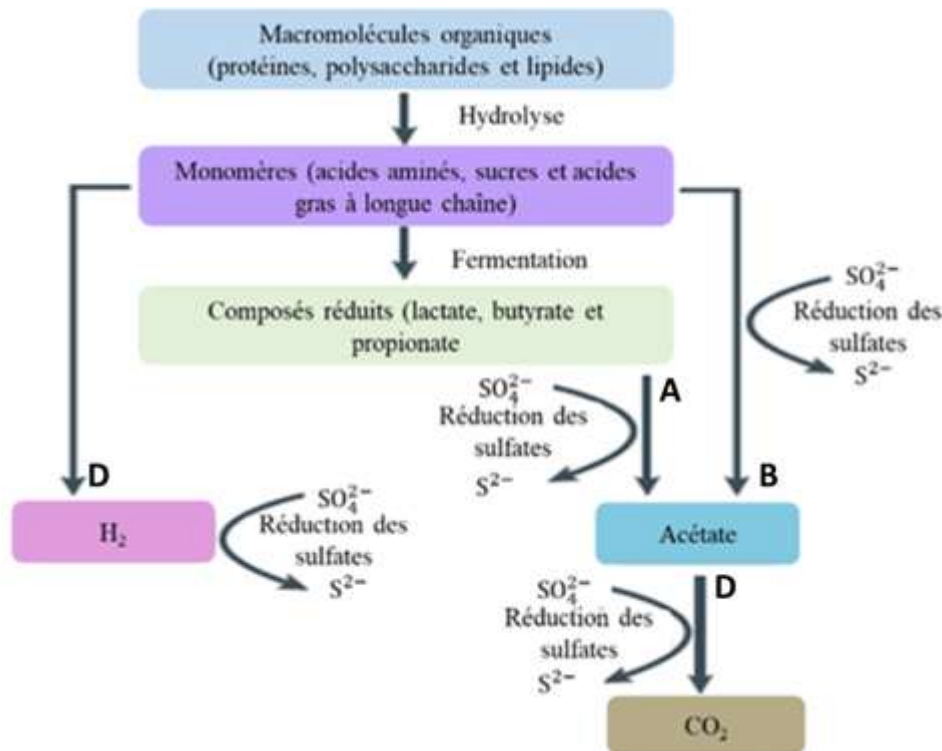 Macromolécules organiques
(protéines, polysaccharides et lipides)
Hydrolyse
Monomères (acides aminés, sucres et acides
gras à longue chaîne)
Fermentation
Composés réduits (lactate, butyrate et
propionate
SO₄²⁻
Réduction des
sulfates
S²⁻
A
SO₄²⁻
Réduction des
sulfates
S²⁻
D
B
H₂
SO₄²⁻
Réduction des
sulfates
S²⁻
Acétate
D
SO₄²⁻
Réduction des
sulfates
S²⁻
CO₂